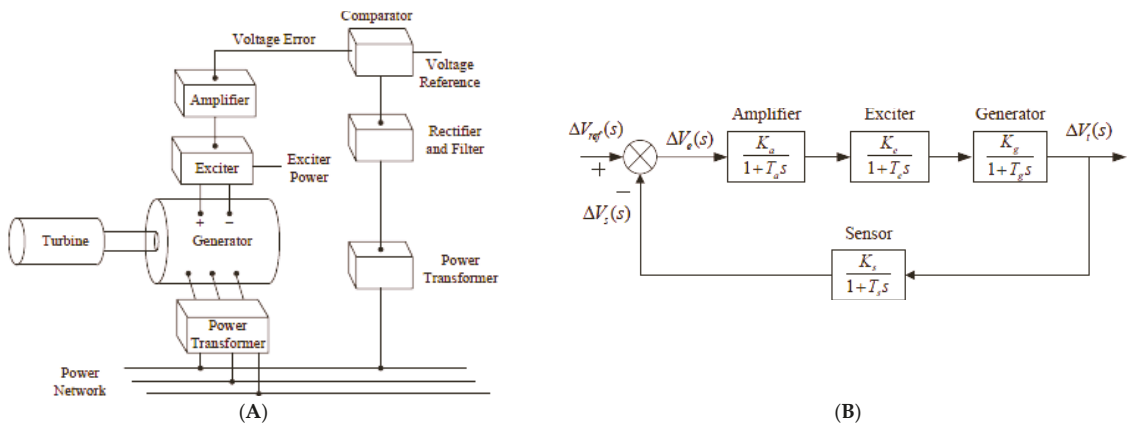 Comparator
Voltage Error
Voltage
Reference
Amplifier
Rectifier
and Filter
Exciter
Exciter
Power
+ −
Turbine
Generator
Power
Transformer
Power
Transformer
Power
Network
(A)
Amplifier
Exciter
Generator
ΔV_ref(s)
ΔV_e(s)
ΔV_t(s)
K_a
1+T_a s
K_e
1+T_e s
K_g
1+T_g s
+
−
ΔV_s(s)
Sensor
K_s
1+T_s s
(B)